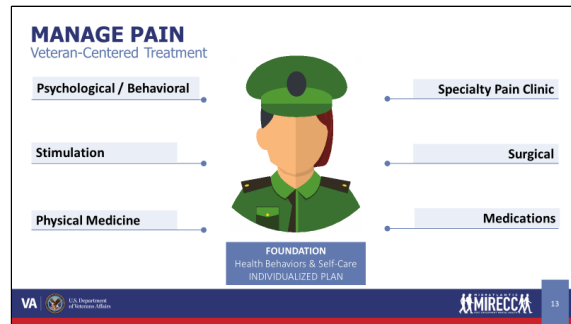 MANAGE PAIN
Veteran-Centered Treatment
Psychological / Behavioral
Stimulation
Physical Medicine
Specialty Pain Clinic
Surgical
Medications
FOUNDATION
Health Behaviors & Self-Care
INDIVIDUALIZED PLAN
VA
U.S. Department
of Veterans Affairs
MIRECC
13